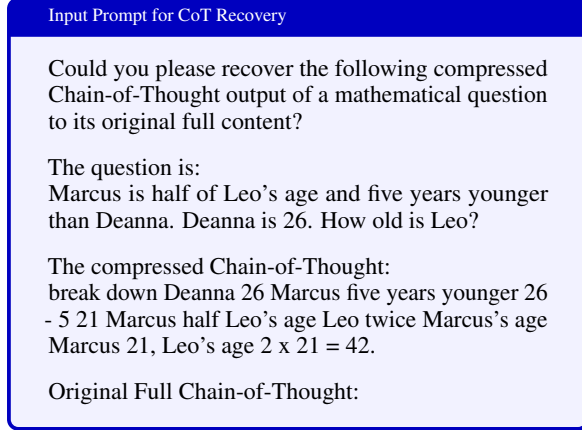 Input Prompt for CoT Recovery
Could you please recover the following compressed
Chain-of-Thought output of a mathematical question
to its original full content?
The question is:
Marcus is half of Leo's age and five years younger
than Deanna. Deanna is 26. How old is Leo?
The compressed Chain-of-Thought:
break down Deanna 26 Marcus five years younger 26
- 5 21 Marcus half Leo's age Leo twice Marcus's age
Marcus 21, Leo's age 2 x 21 = 42.
Original Full Chain-of-Thought: